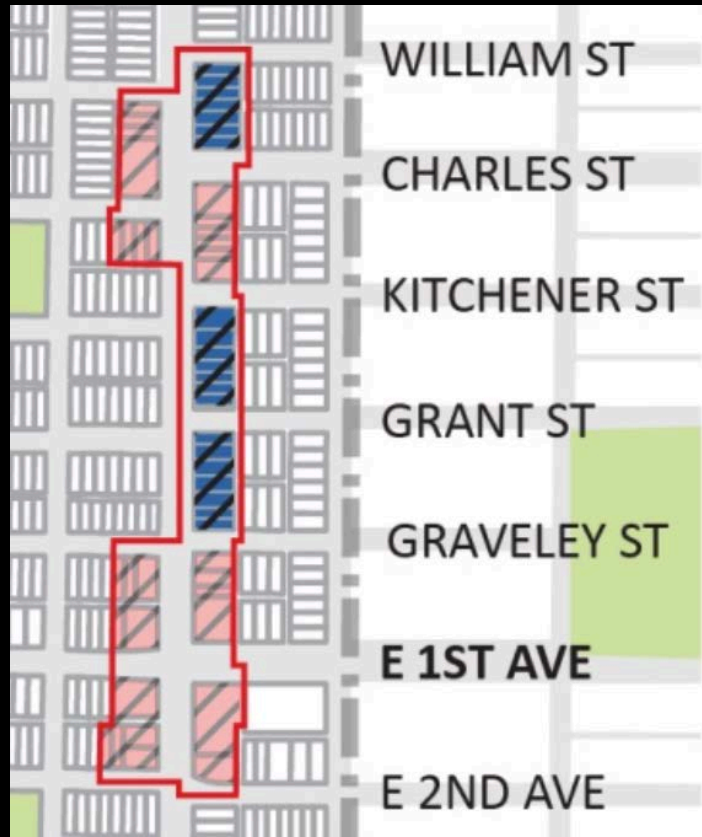 WILLIAM ST
CHARLES ST
KITCHENER ST
GRANT ST
GRAVELEY ST
E 1ST AVE
E 2ND AVE